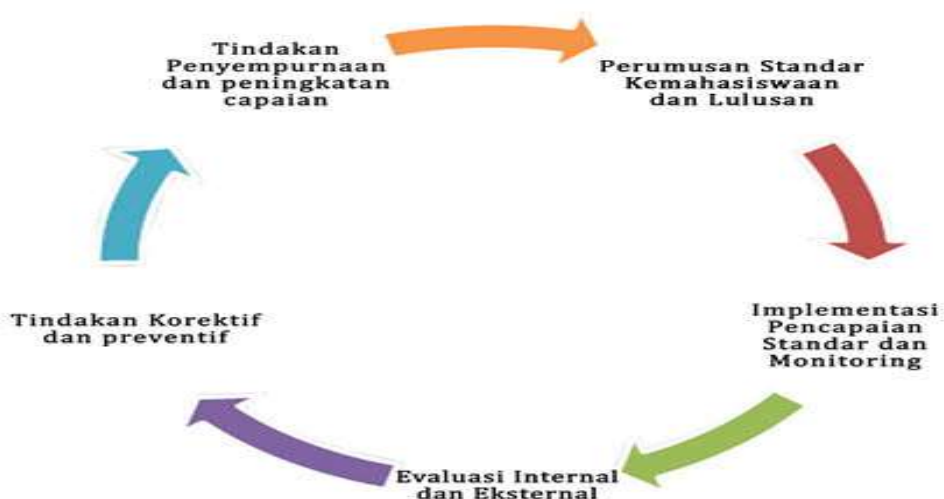 Tindakan
Penyempurnaan
dan peningkatan
capaian
Perumusan Standar
Kemahasiswaan
dan Lulusan
Implementasi
Pencapaian
Standar dan
Monitoring
Evaluasi Internal
dan Eksternal
Tindakan Korektif
dan preventif